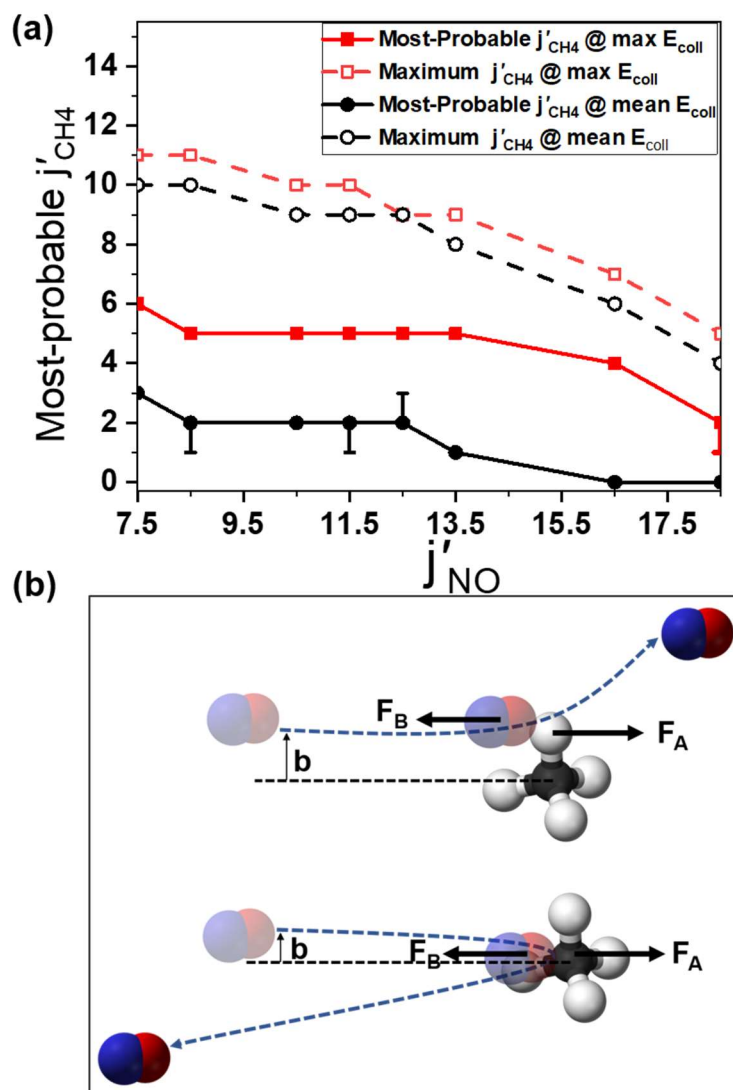 (a)
Most-Probable j′CH4 @ max Ecoll
Maximum j′CH4 @ max Ecoll
Most-Probable j′CH4 @ mean Ecoll
Maximum j′CH4 @ mean Ecoll
Most-probable j′CH4
14
12
10
8
6
4
2
0
7.5 9.5 11.5 13.5 15.5 17.5
j′NO
(b)
FB
FA
b
b
FB
FA